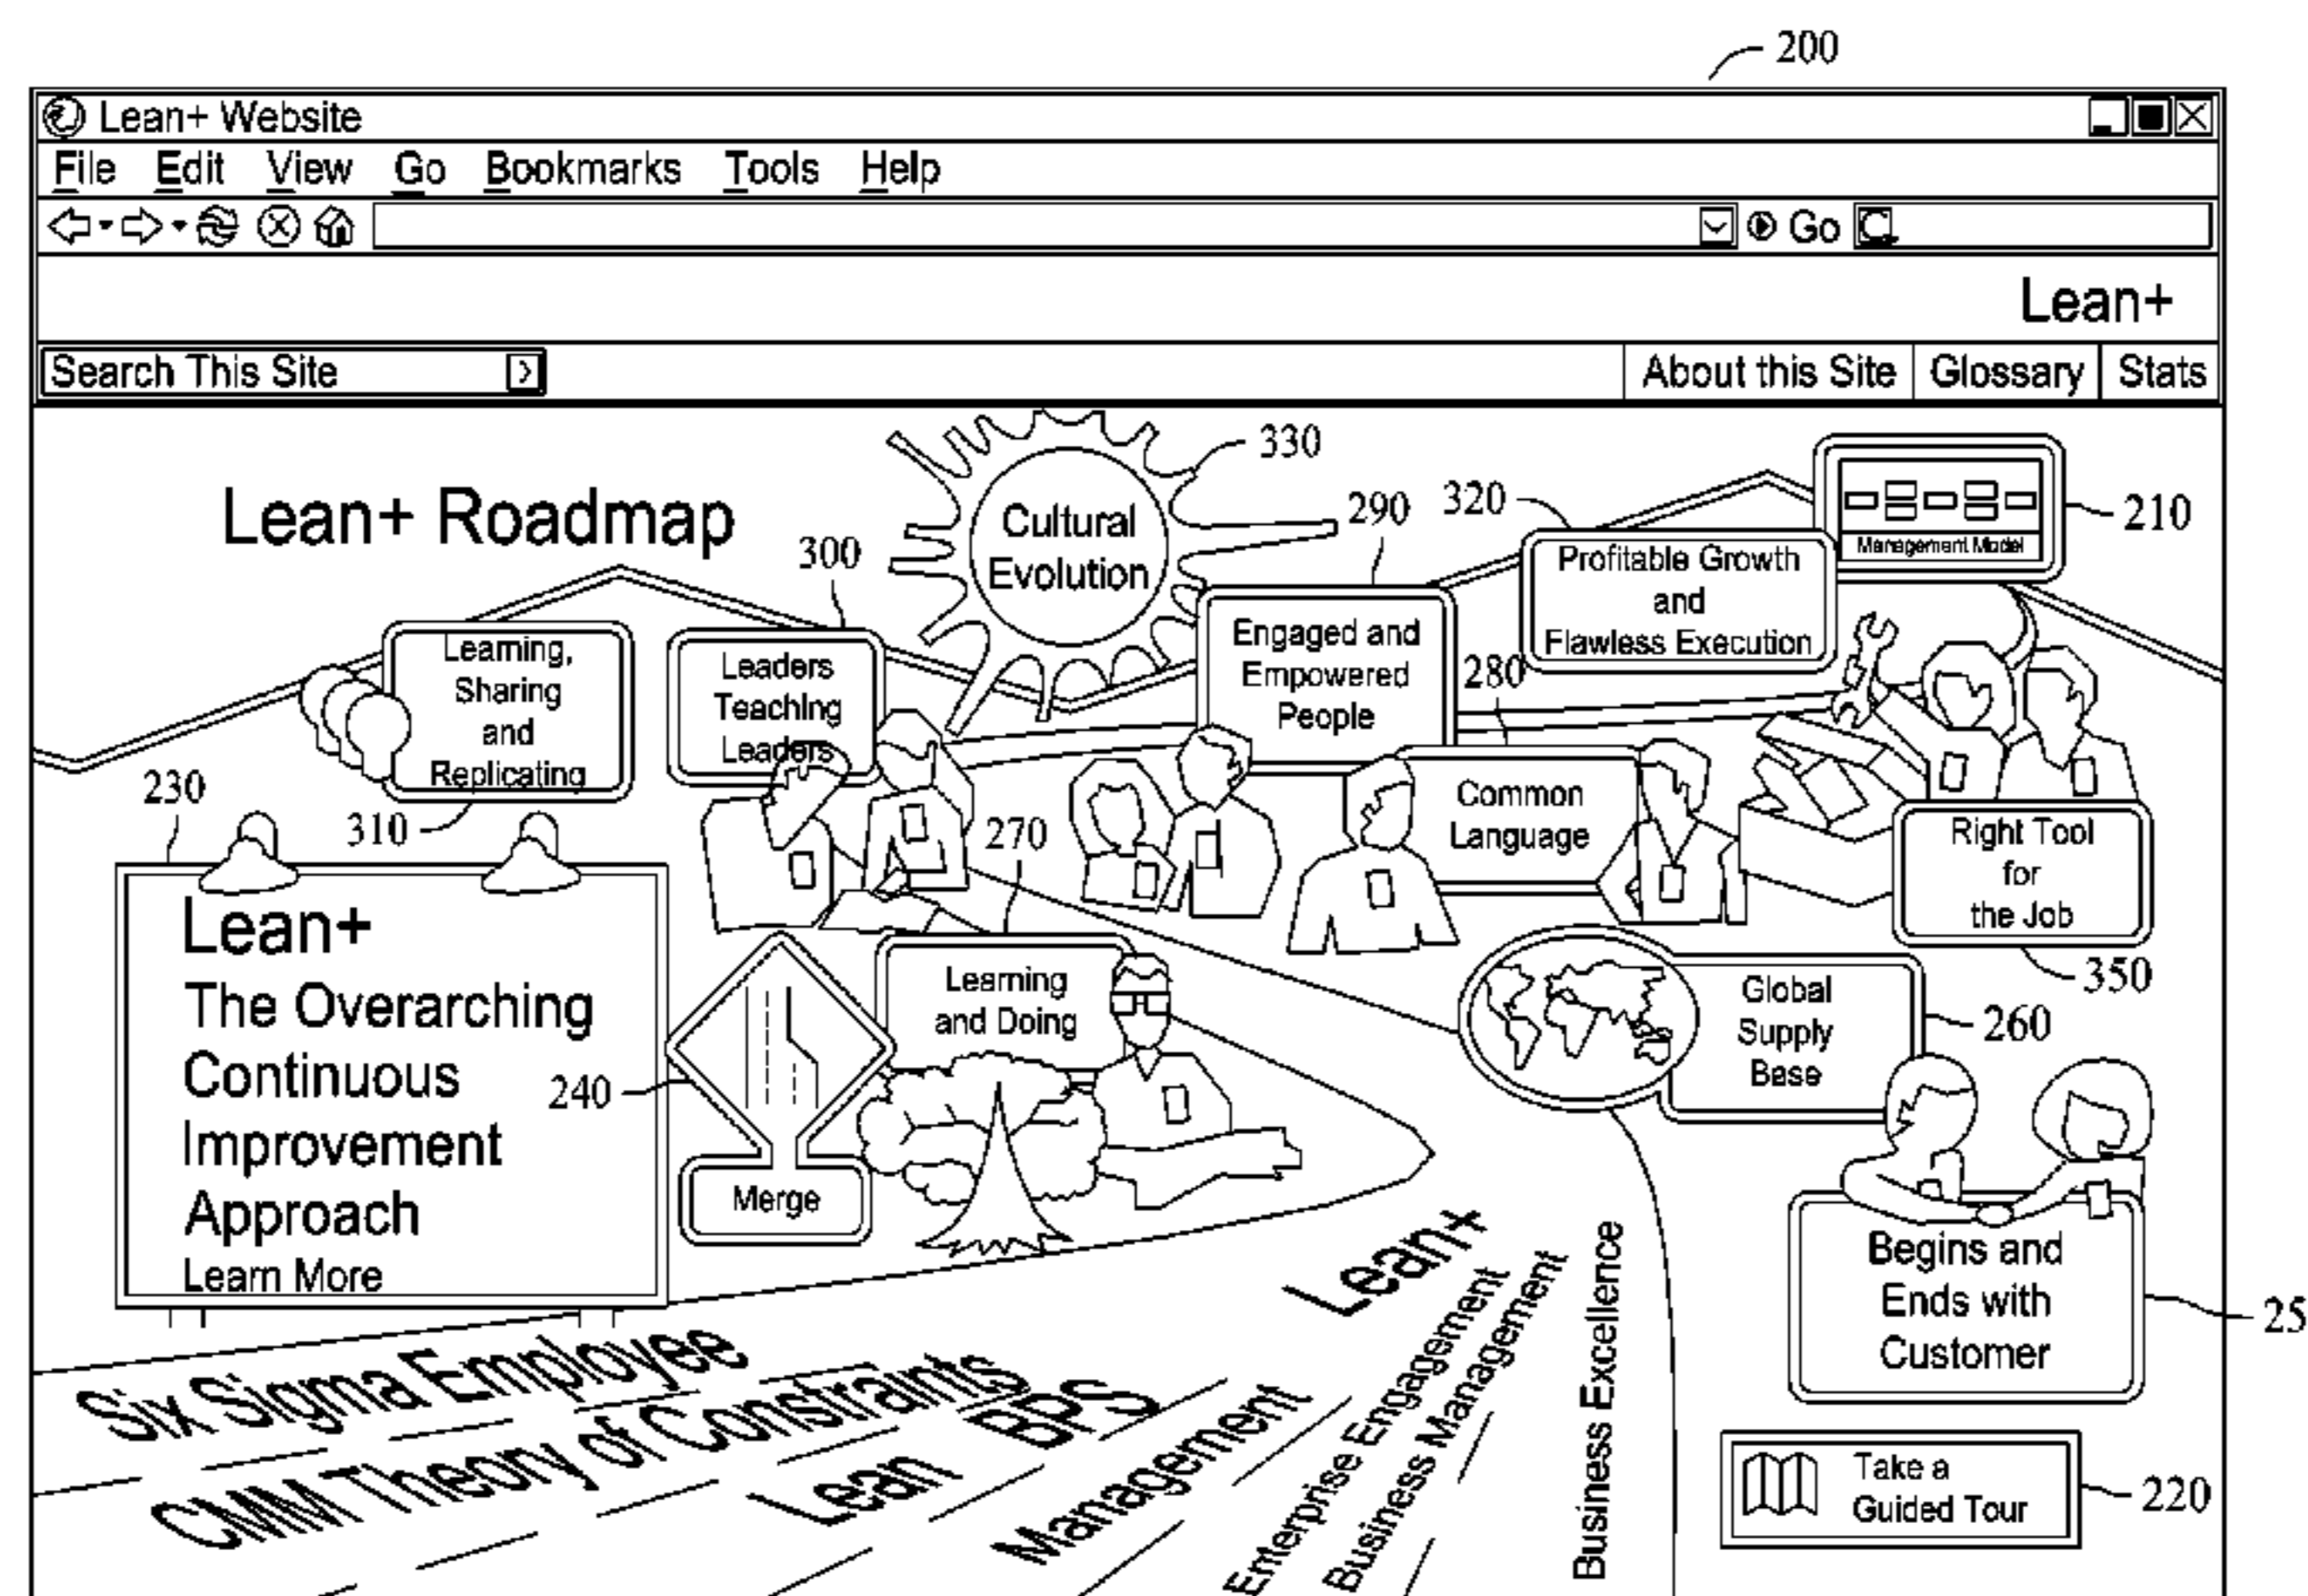 200
Lean+ Website
File Edit View Go Bookmarks Tools Help
Go
Lean+
Search This Site
About this Site Glossary Stats
Lean+ Roadmap
330
Cultural
Evolution
290
320
210
Management Model
Profitable Growth
and
Flawless Execution
300
Engaged and
Empowered
People
280
Learning,
Sharing
and
Replicating
310
Leaders
Teaching
Leaders
230
270
Common
Language
Right Tool
for
the Job
350
Lean+
The Overarching
Continuous
Improvement
Approach
Learn More
240
Learning
and Doing
Global
Supply
Base
260
Merge
Begins and
Ends with
Customer
25
Six Sigma Employee
CMM Theory of Constraints
Lean BPS
Management
Lean+
Enterprise Engagement
Business Management
Business Excellence
Take a
Guided Tour
220